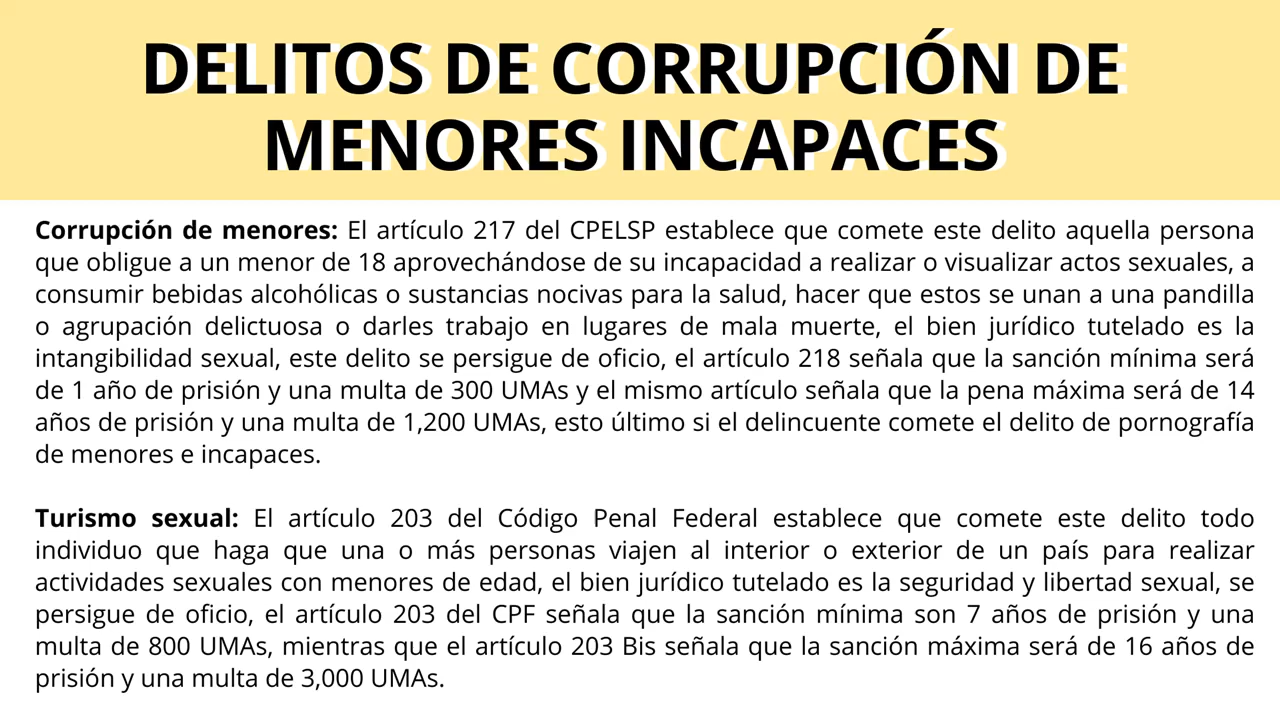 DELITOS DE CORRUPCIÓN DE
MENORES INCAPACES
Corrupción de menores: El artículo 217 del CPELSP establece que comete este delito aquella persona
que obligue a un menor de 18 aprovechándose de su incapacidad a realizar o visualizar actos sexuales, a
consumir bebidas alcohólicas o sustancias nocivas para la salud, hacer que estos se unan a una pandilla
o agrupación delictuosa o darles trabajo en lugares de mala muerte, el bien jurídico tutelado es la
intangibilidad sexual, este delito se persigue de oficio, el artículo 218 señala que la sanción mínima será
de 1 año de prisión y una multa de 300 UMAs y el mismo artículo señala que la pena máxima será de 14
años de prisión y una multa de 1,200 UMAs, esto último si el delincuente comete el delito de pornografía
de menores e incapaces.
Turismo sexual: El artículo 203 del Código Penal Federal establece que comete este delito todo
individuo que haga que una o más personas viajen al interior o exterior de un país para realizar
actividades sexuales con menores de edad, el bien jurídico tutelado es la seguridad y libertad sexual, se
persigue de oficio, el artículo 203 del CPF señala que la sanción mínima son 7 años de prisión y una
multa de 800 UMAs, mientras que el artículo 203 Bis señala que la sanción máxima será de 16 años de
prisión y una multa de 3,000 UMAs.